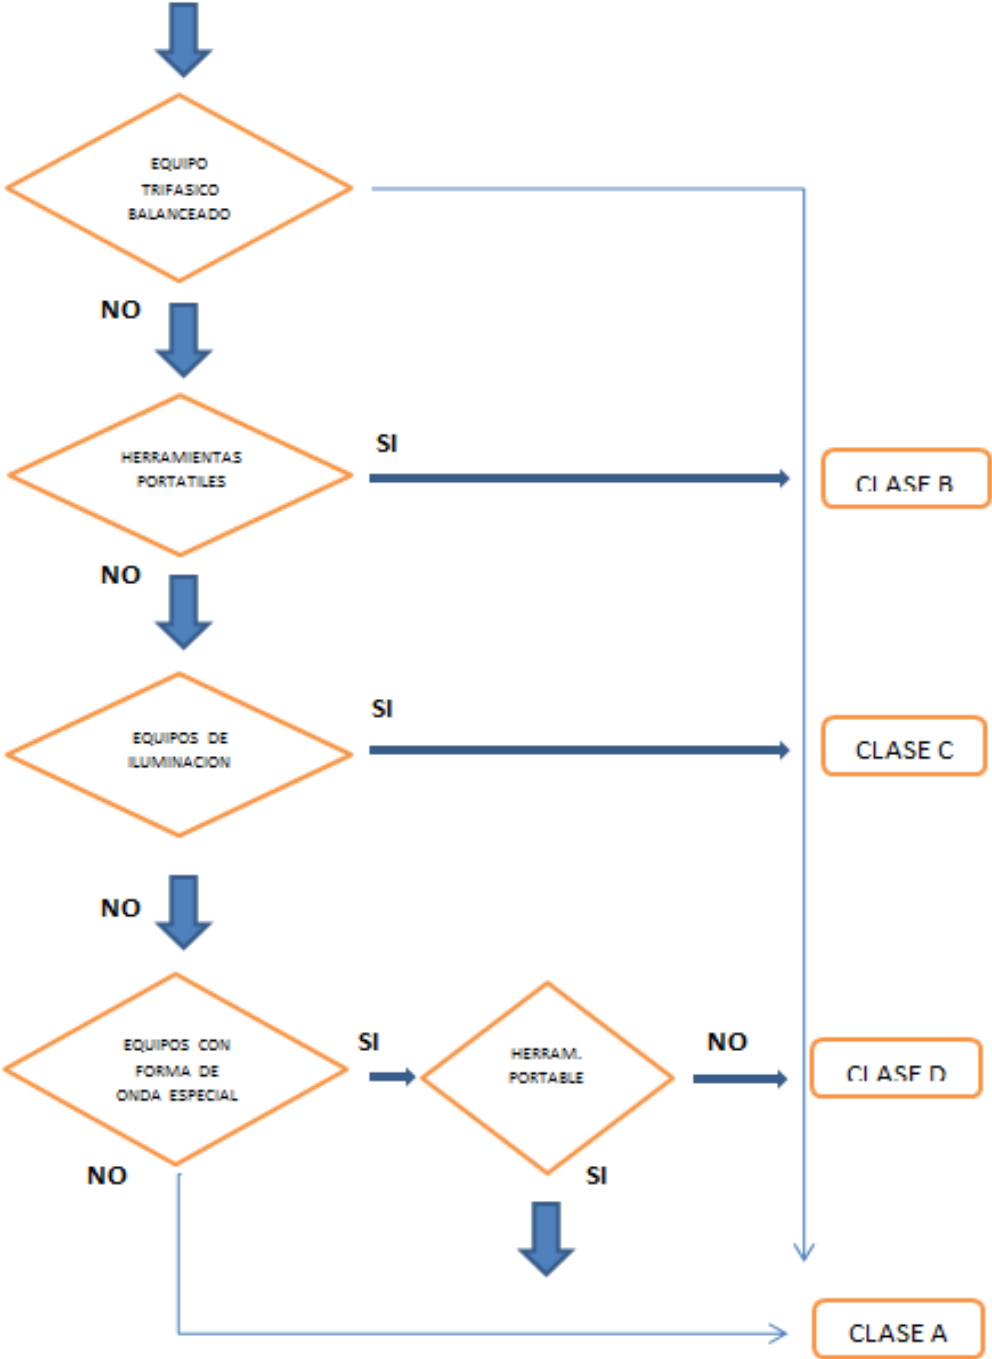 EQUIPO
TRIFASICO
BALANCEADO
NO
HERRAMIENTAS
PORTATILES
SI
CLASE B
NO
EQUIPOS DE
ILUMINACION
SI
CLASE C
NO
EQUIPOS CON
FORMA DE
ONDA ESPECIAL
SI
HERRAM.
PORTABLE
NO
CLASE D
NO
SI
CLASE A